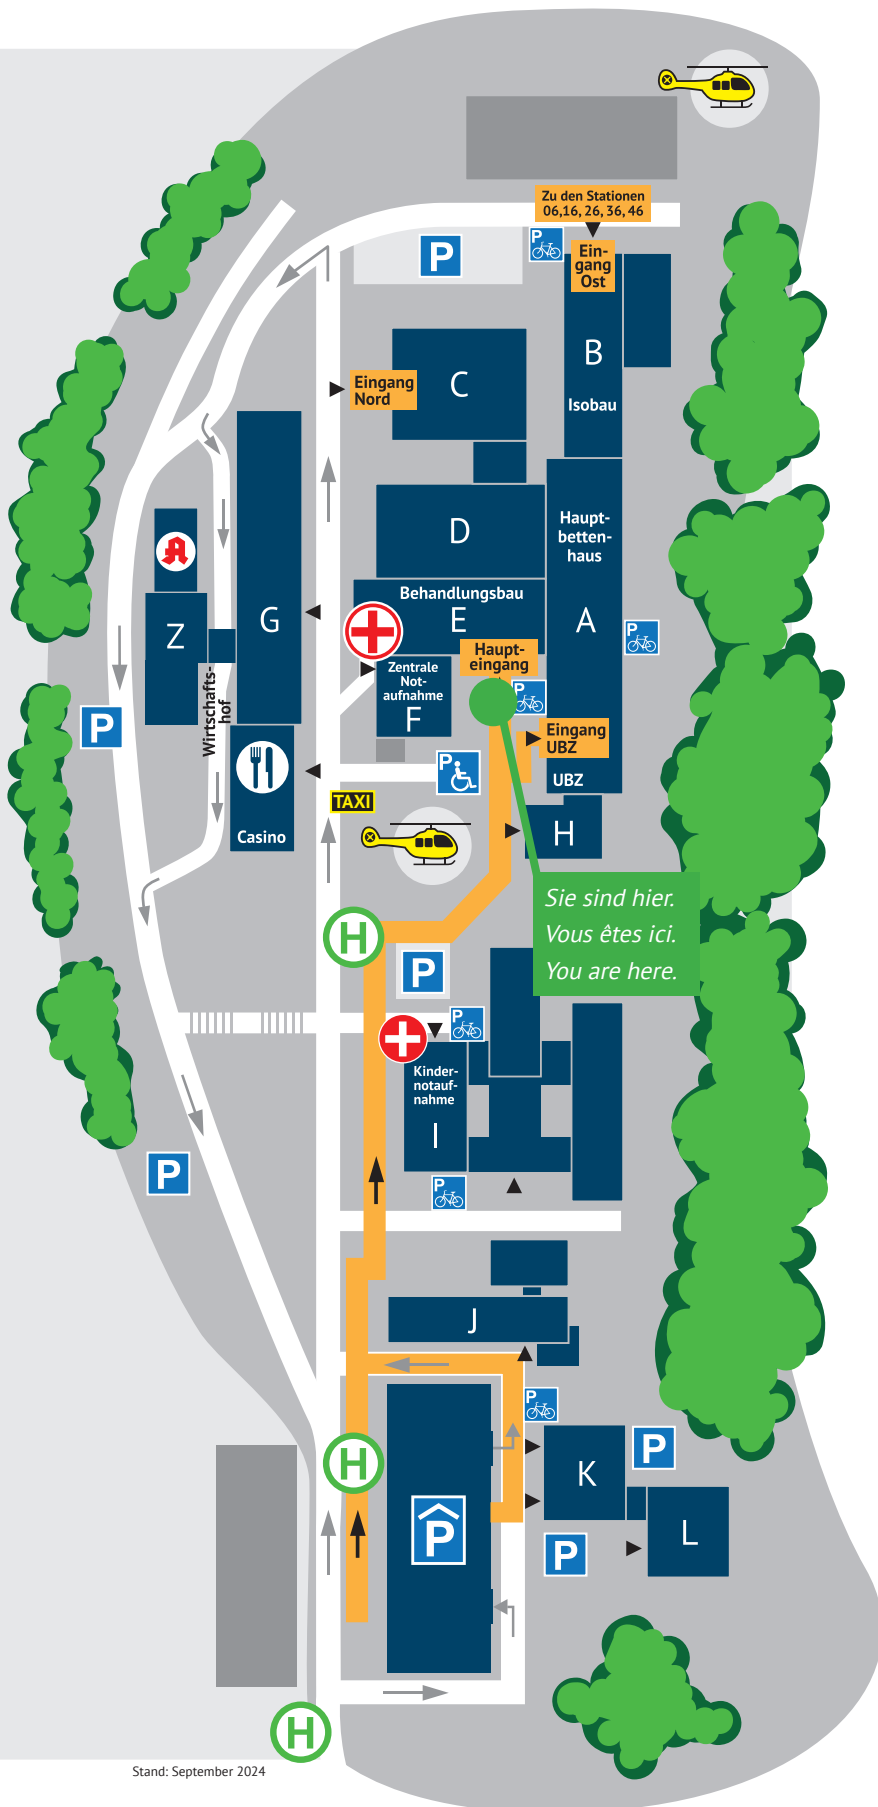 Zu den Stationen
06,16, 26, 36, 46
P
P
Ein-
gang
Ost
B
Isobau
Eingang
Nord
C
D
Haupt-
betten-
haus
A
Behandlungsbau
E
G
Z
Wirtschafts-
hof
P
Haupt-
eingang
Zentrale
Not-
aufnahme
F
P
P
Eingang
UBZ
UBZ
P
TAXI
Casino
H
Sie sind hier.
Vous êtes ici.
You are here.
H
P
P
Kinder-
notauf-
nahme
I
P
P
J
P
H
K
P
P
L
P
H
Stand: September 2024